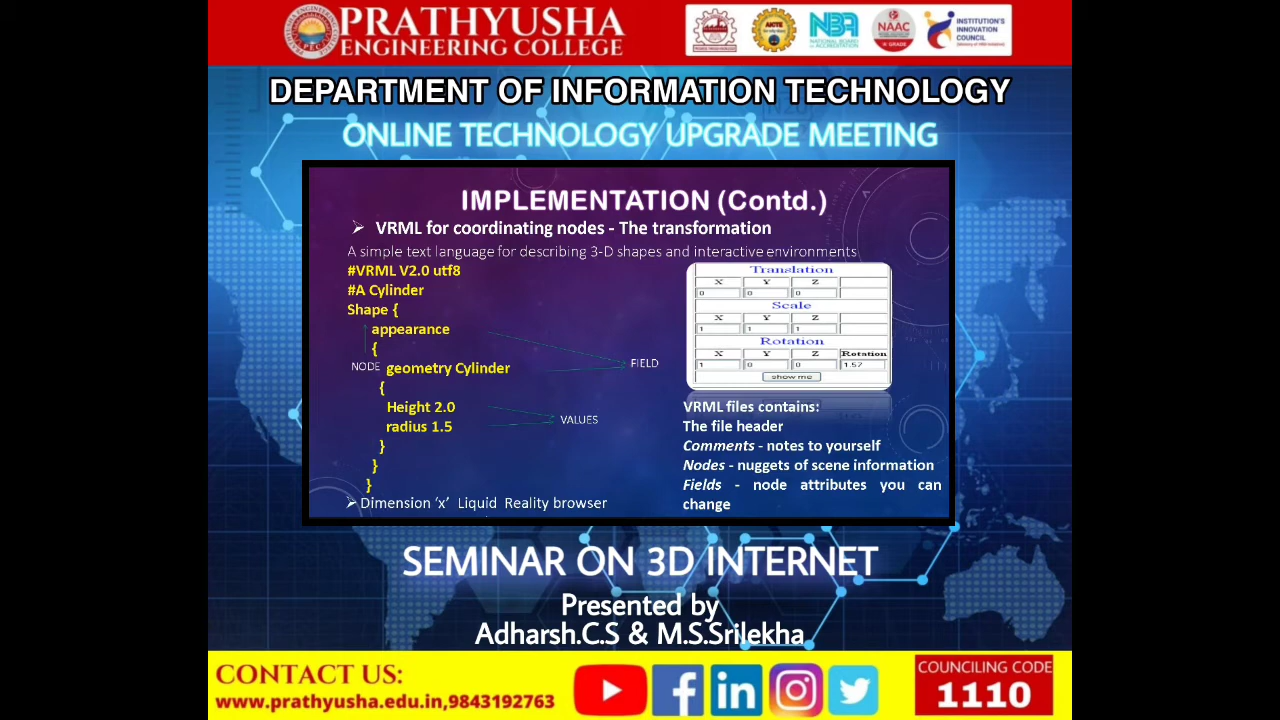 PRATHYUSHA
ENGINEERING COLLEGE
NBA
NATIONAL BOARD
of ACCREDITATION
NAAC
INSTITUTION'S
INNOVATION
COUNCIL
DEPARTMENT OF INFORMATION TECHNOLOGY
ONLINE TECHNOLOGY UPGRADE MEETING
IMPLEMENTATION (Contd.)
➢ VRML for coordinating nodes - The transformation
A simple text language for describing 3-D shapes and interactive environments
#VRML V2.0 utf8
#A Cylinder
Shape {
appearance
{
NODE geometry Cylinder
{
Height 2.0
radius 1.5
}
}
}
FIELD
VALUES
➢ Dimension 'x' Liquid Reality browser
Translation
X Y Z
0 0 0
Scale
X Y Z
1 1 1
Rotation
X Y Z Rotation
1 0 0 1.57
show me
VRML files contains:
The file header
Comments - notes to yourself
Nodes - nuggets of scene information
Fields - node attributes you can
change
SEMINAR ON 3D INTERNET
Presented by
Adharsh.C.S & M.S.Srilekha
CONTACT US:
www.prathyusha.edu.in,9843192763
in
COUNCILING CODE
1110